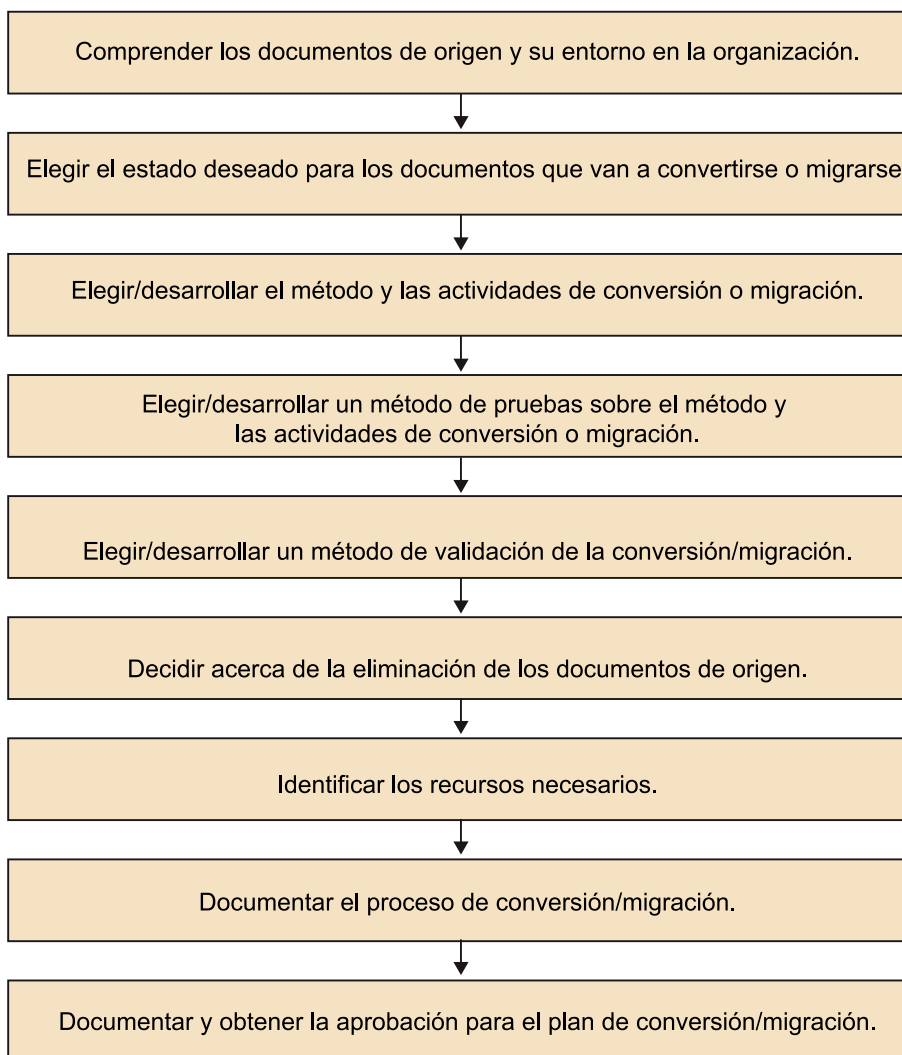 Comprender los documentos de origen y su entorno en la organización.
Elegir el estado deseado para los documentos que van a convertirse o migrarse
Elegir/desarrollar el método y las actividades de conversión o migración.
Elegir/desarrollar un método de pruebas sobre el método y
las actividades de conversión o migración.
Elegir/desarrollar un método de validación de la conversión/migración.
Decidir acerca de la eliminación de los documentos de origen.
Identificar los recursos necesarios.
Documentar el proceso de conversión/migración.
Documentar y obtener la aprobación para el plan de conversión/migración.